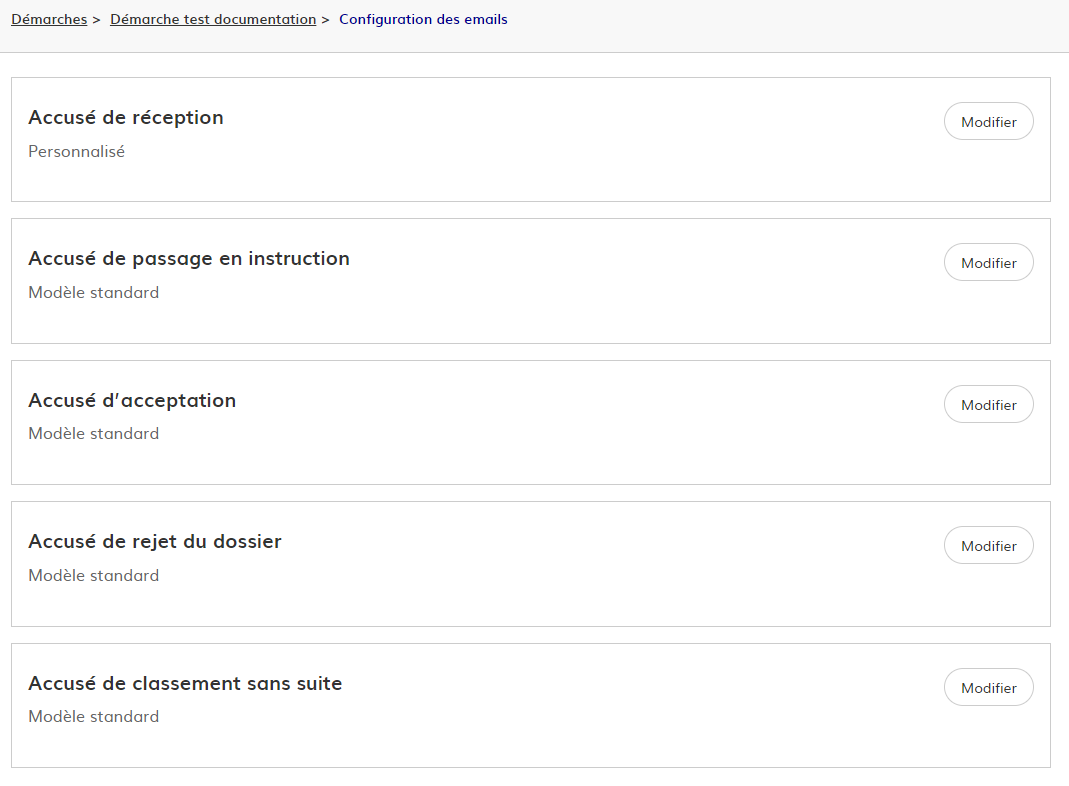 Démarches > Démarche test documentation > Configuration des emails
Accusé de réception
Modifier
Personnalisé
Accusé de passage en instruction
Modifier
Modèle standard
Accusé d'acceptation
Modifier
Modèle standard
Accusé de rejet du dossier
Modifier
Modèle standard
Accusé de classement sans suite
Modifier
Modèle standard